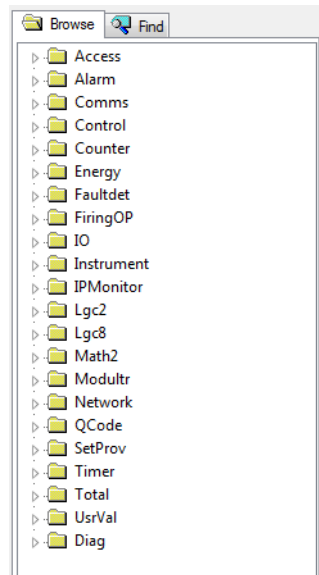 Browse Find
Access
Alarm
Comms
Control
Counter
Energy
Faultdet
FiringOP
IO
Instrument
IPMonitor
Lgc2
Lgc8
Math2
Modultr
Network
QCode
SetProv
Timer
Total
UsrVal
Diag